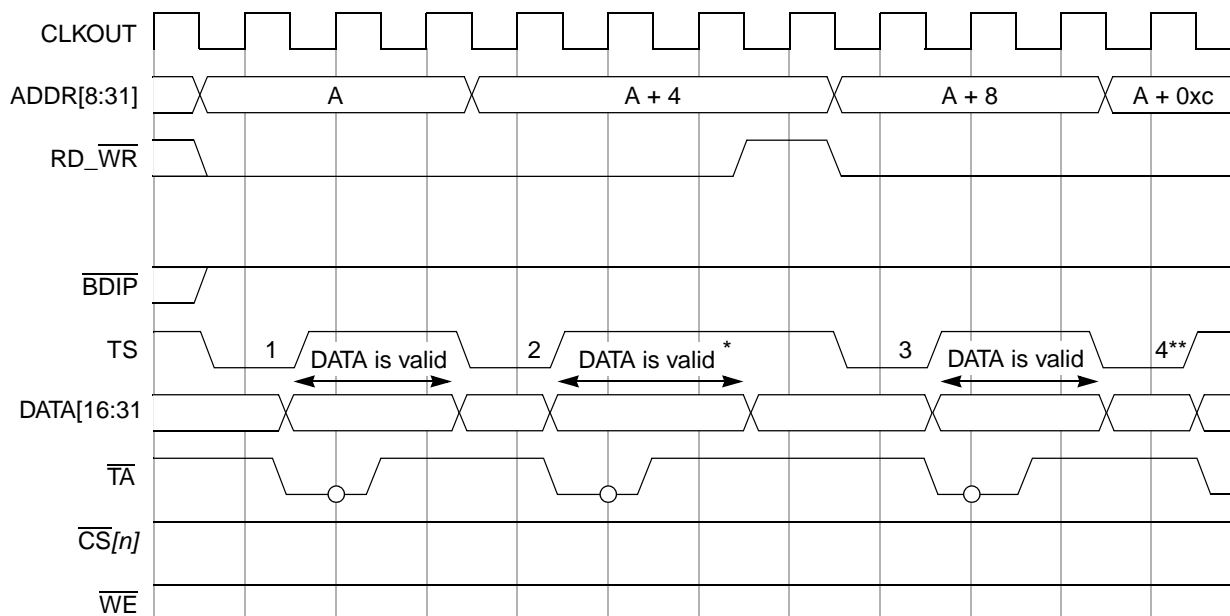 CLKOUT
ADDR[8:31]
A
A + 4
A + 8
A + 0xc
RD_WR
BDIP
TS
1
2
3
4**
DATA is valid
DATA is valid *
DATA is valid
DATA[16:31
TA
CS[n]
WE